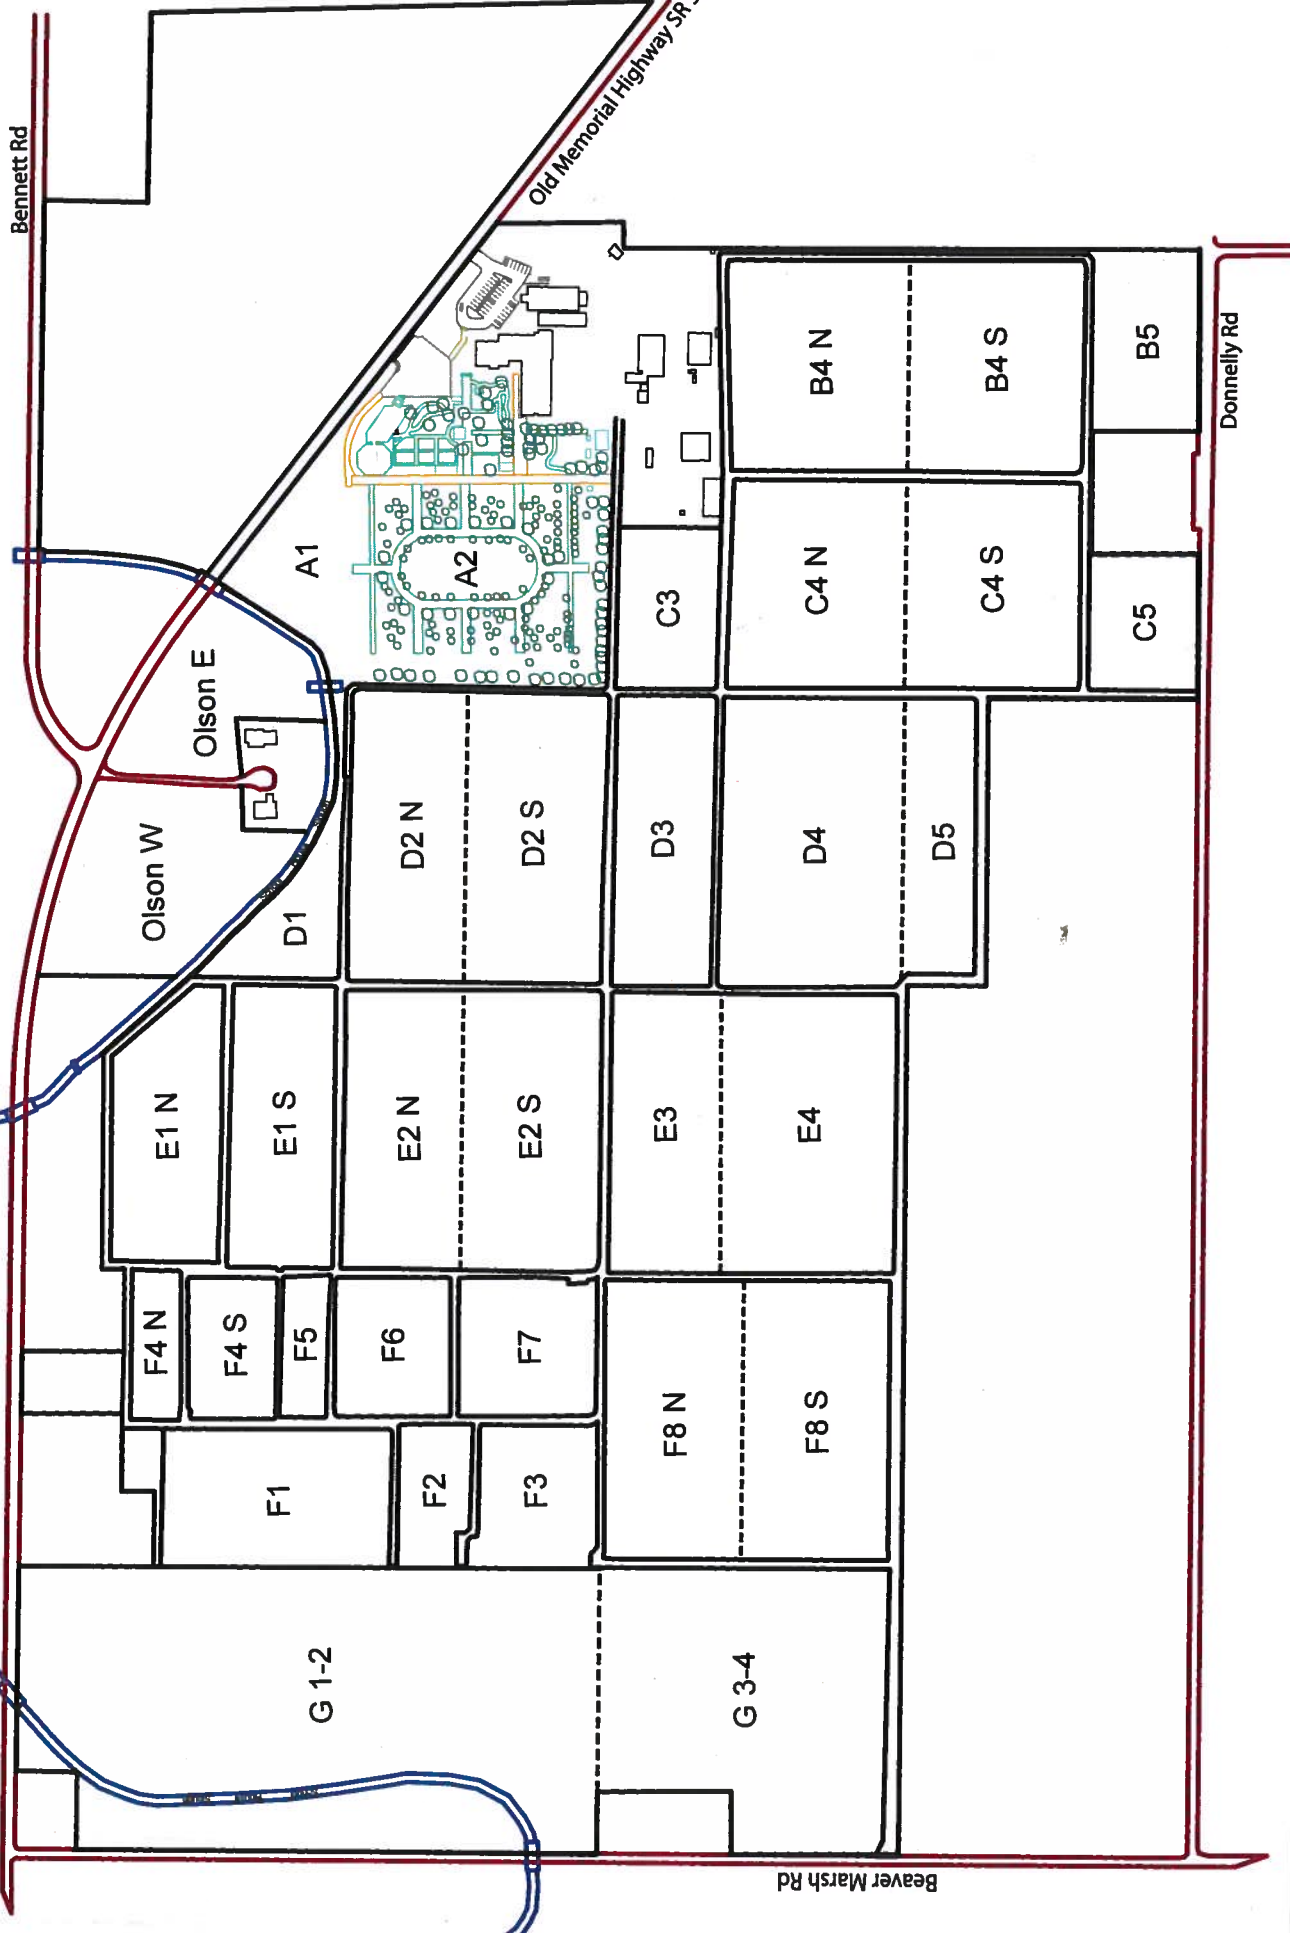 Bennett Rd
Old Memorial Highway SR
A1
A2
Olson E
Olson W
D1
D2 N
D2 S
D3
D4
D5
C3
C4 N
C4 S
C5
B4 N
B4 S
B5
Donnelly Rd
E1 N
E1 S
E2 N
E2 S
E3
E4
F4 N
F4 S
F5
F6
F7
F8 N
F8 S
F1
F2
F3
G 1-2
G 3-4
Beaver Marsh Rd